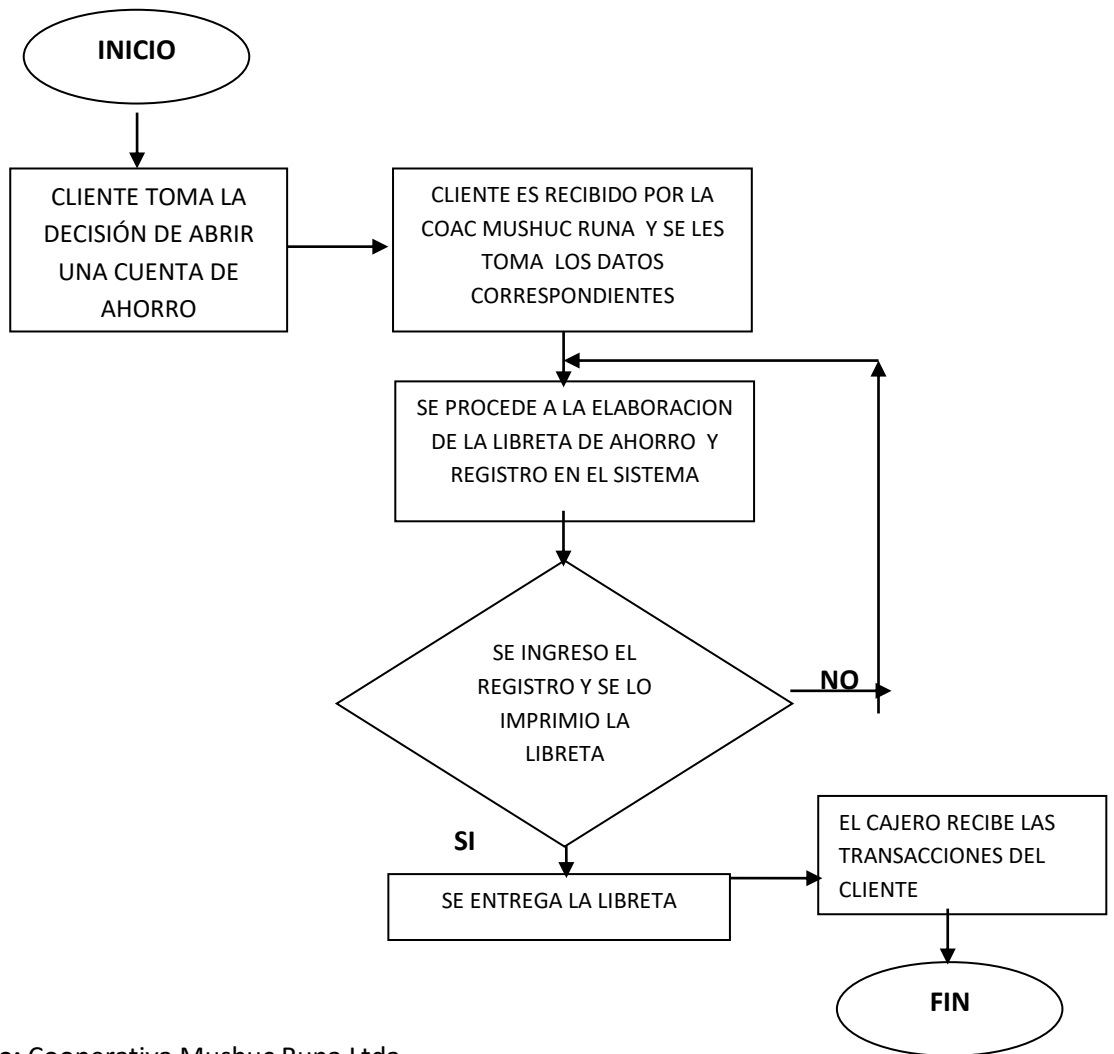 INICIO
CLIENTE TOMA LA
DECISIÓN DE ABRIR
UNA CUENTA DE
AHORRO
CLIENTE ES RECIBIDO POR LA
COAC MUSHUC RUNA Y SE LES
TOMA LOS DATOS
CORRESPONDIENTES
SE PROCEDE A LA ELABORACION
DE LA LIBRETA DE AHORRO Y
REGISTRO EN EL SISTEMA
SE INGRESO EL
REGISTRO Y SE LO
IMPRIMIO LA
LIBRETA
NO
SI
SE ENTREGA LA LIBRETA
EL CAJERO RECIBE LAS
TRANSACCIONES DEL
CLIENTE
FIN
Cooperativa Mushuc Runa Ltda